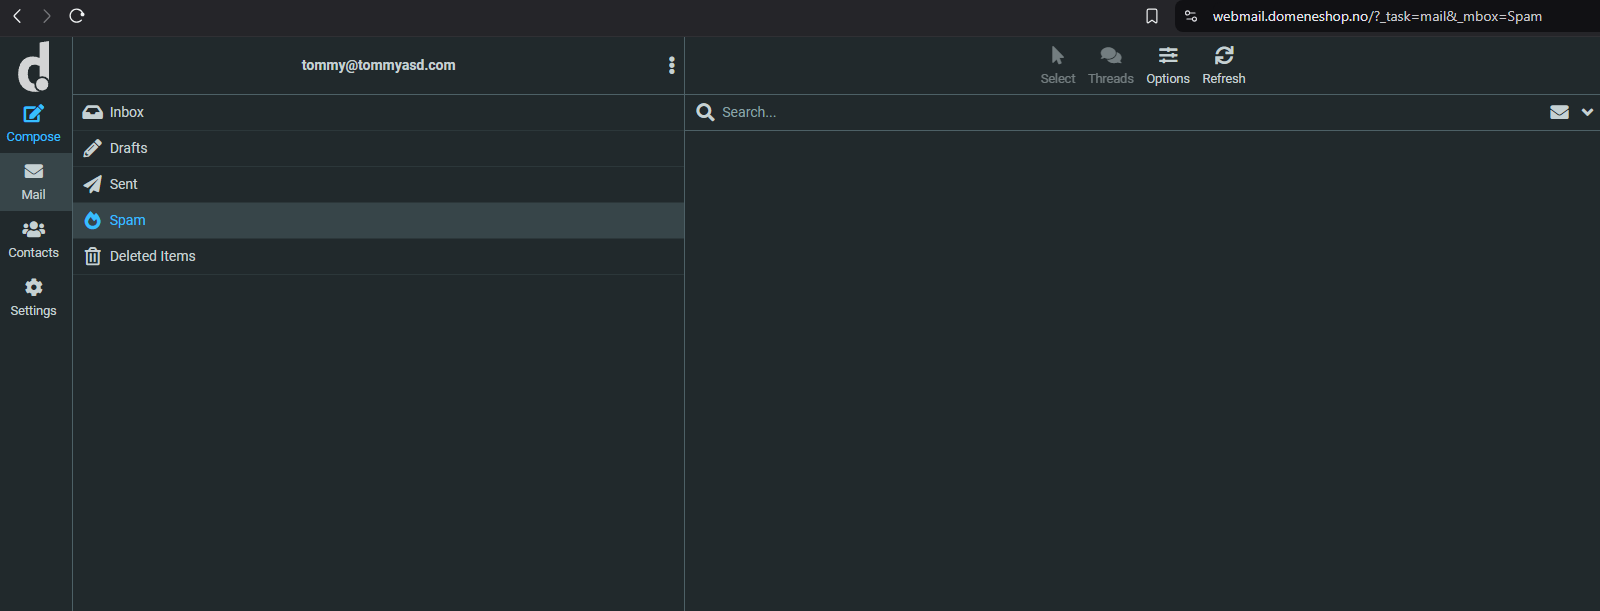 webmail.domeneshop.no/?_task=mail&_mbox=Spam
d.
Compose
Mail
Contacts
Settings
tommy@tommyasd.com
Inbox
Drafts
Sent
Spam
Deleted Items
Select
Threads
Options
Refresh
Search...